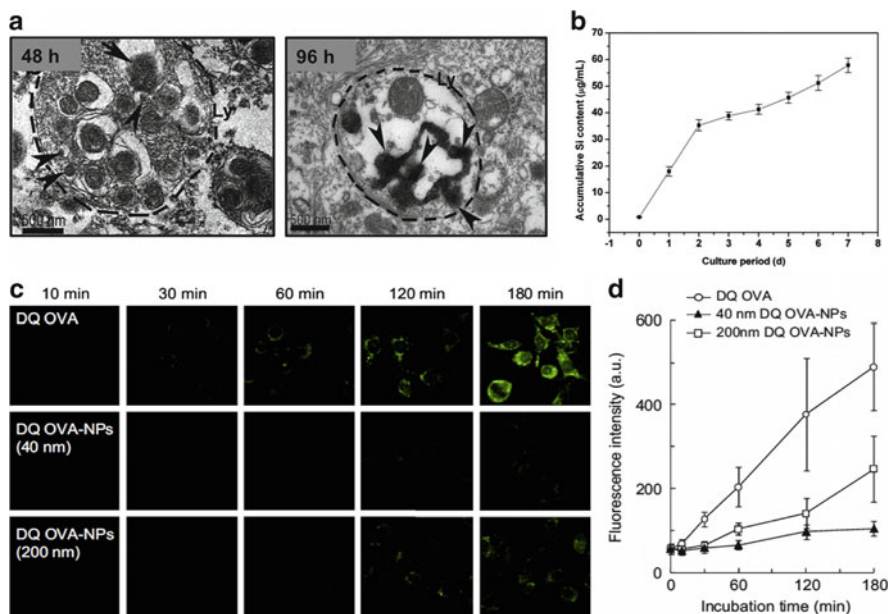 a
48 h
Ly
500 nm
96 h
Ly
500 nm
b
Accumulative Si content (μg/mL)
70
60
50
40
30
20
10
0
-1 0 1 2 3 4 5 6 7 8
Culture period (d)
c
10 min 30 min 60 min 120 min 180 min
DQ OVA
DQ OVA-NPs
(40 nm)
DQ OVA-NPs
(200 nm)
d
DQ OVA
40 nm DQ OVA-NPs
200nm DQ OVA-NPs
Fluorescence intensity (a.u.)
600
400
200
0
0 60 120 180
Incubation time (min)